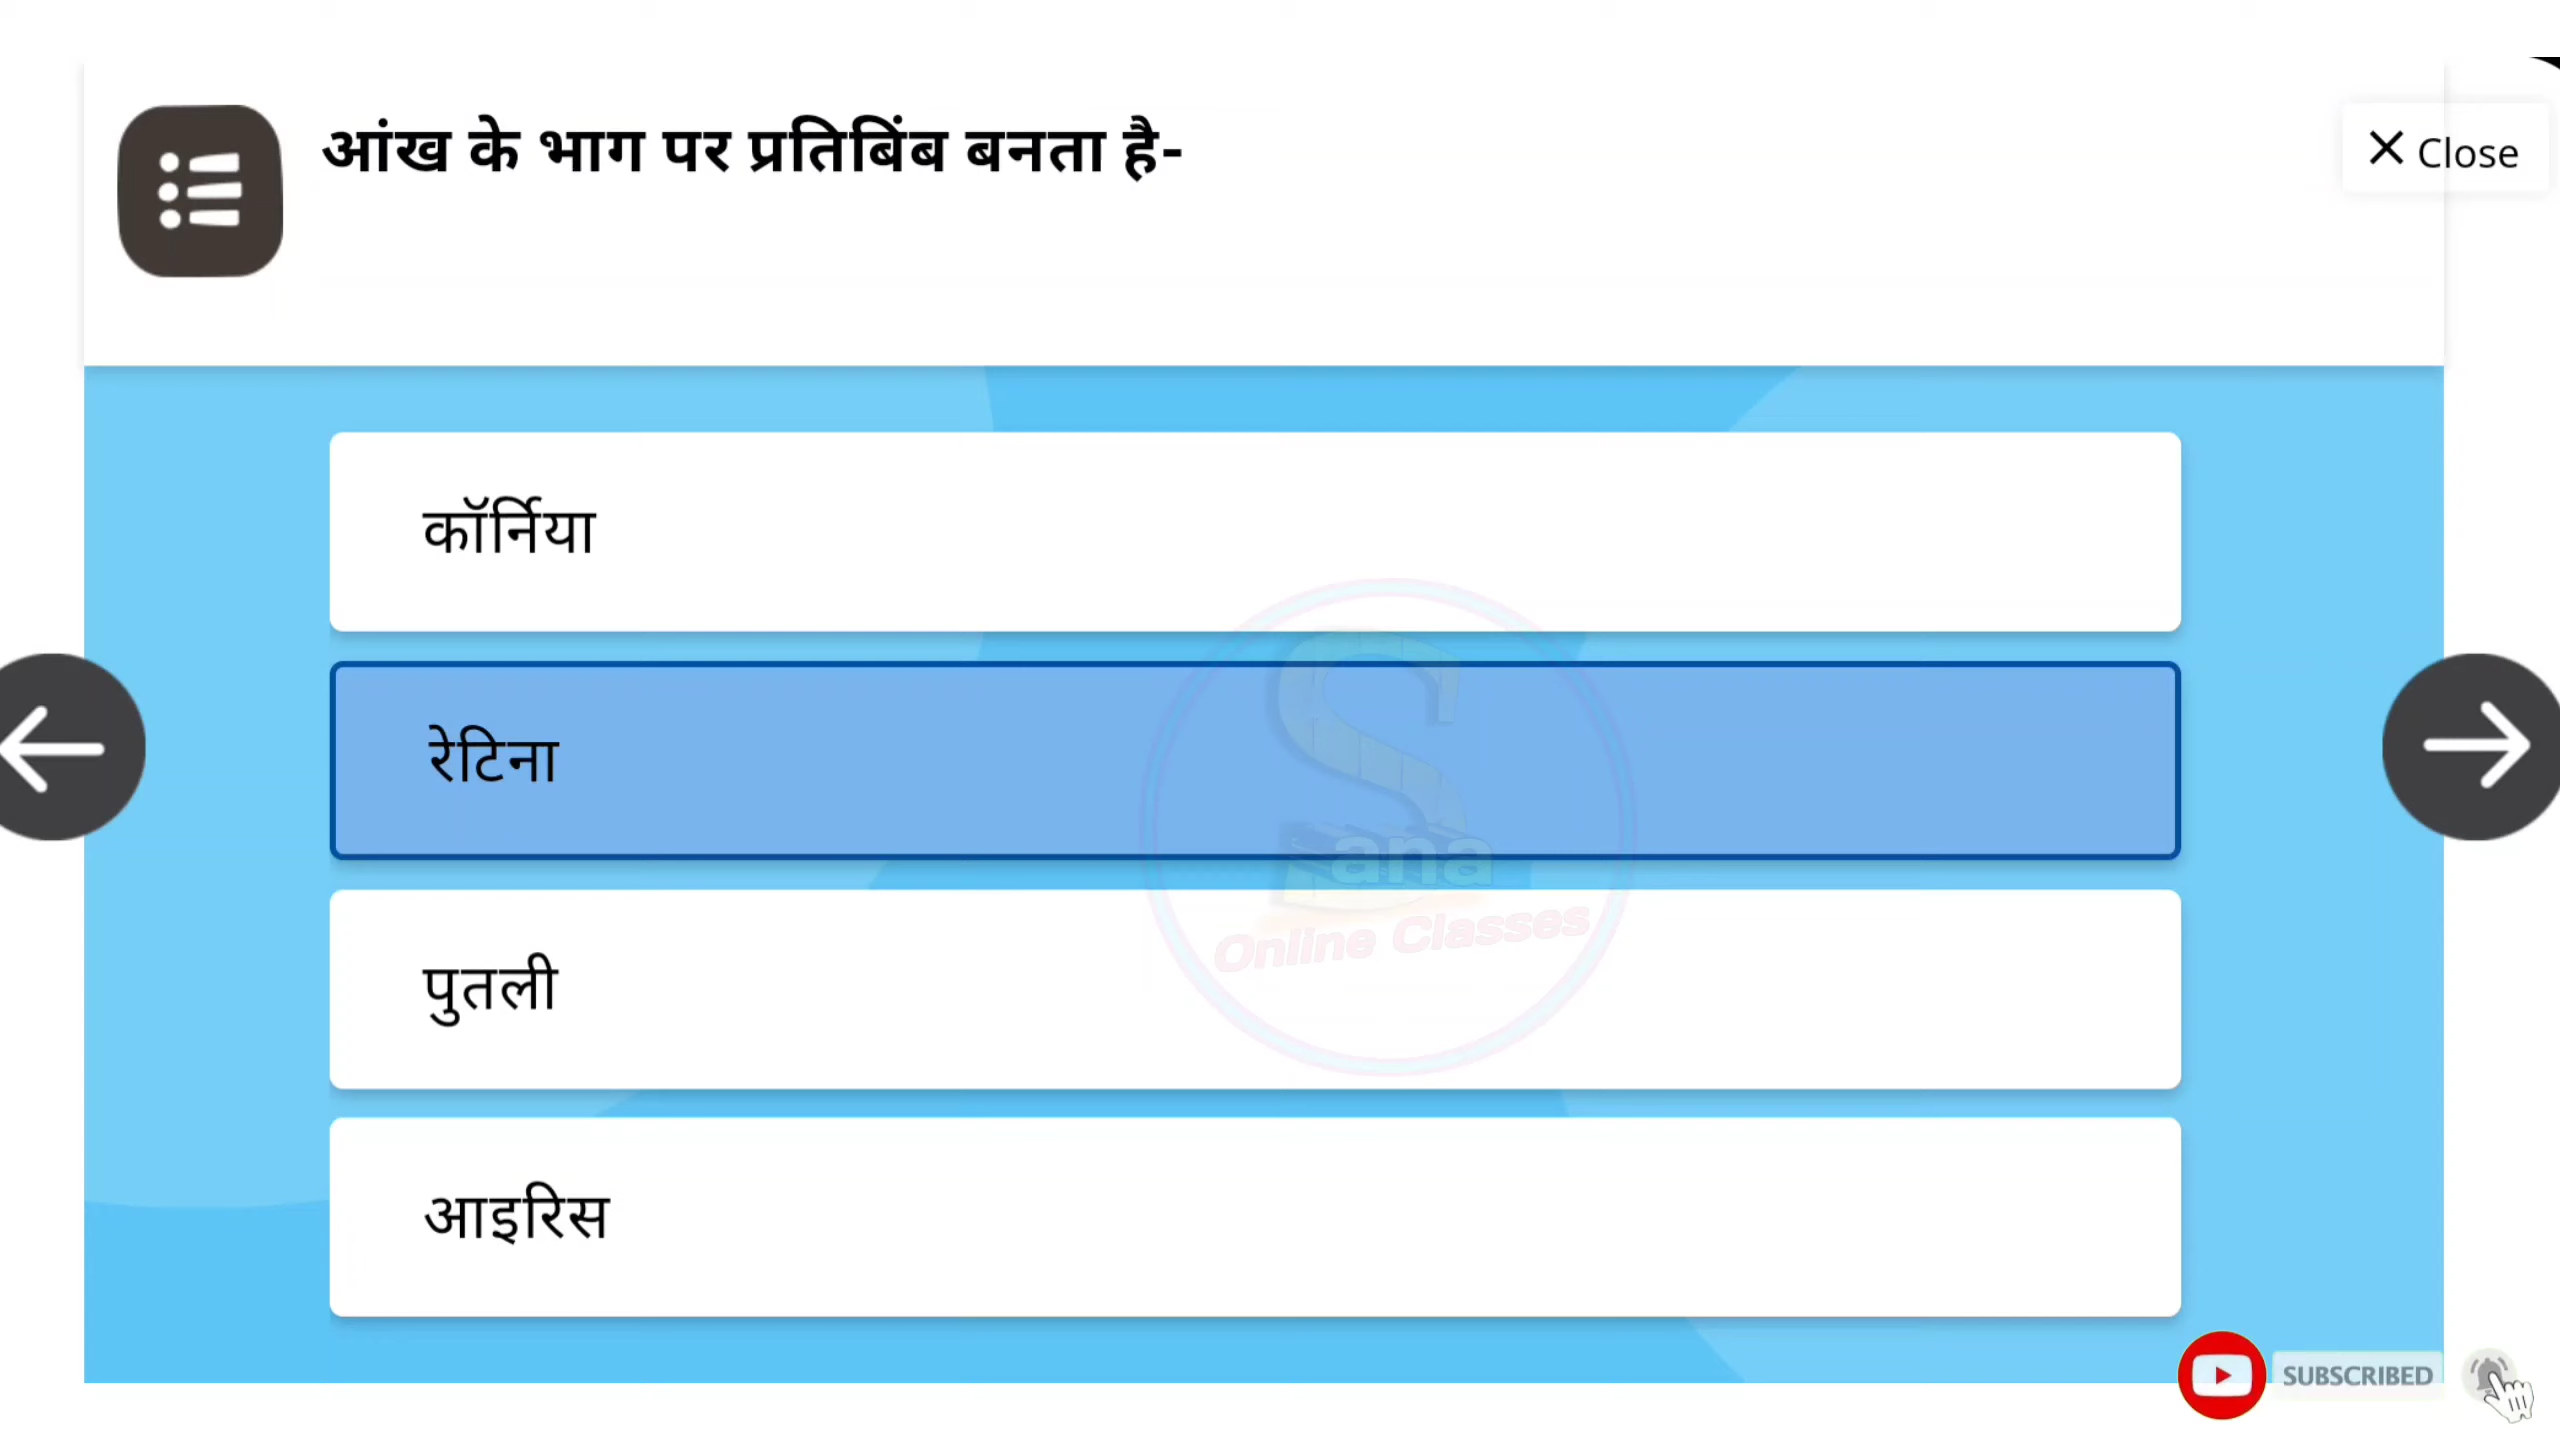 आंख के भाग पर प्रतिबिंब बनता है-
Close
कॉर्निया
रेटिना
पुतली
आइरिस
Sana
Online Classes
SUBSCRIBED